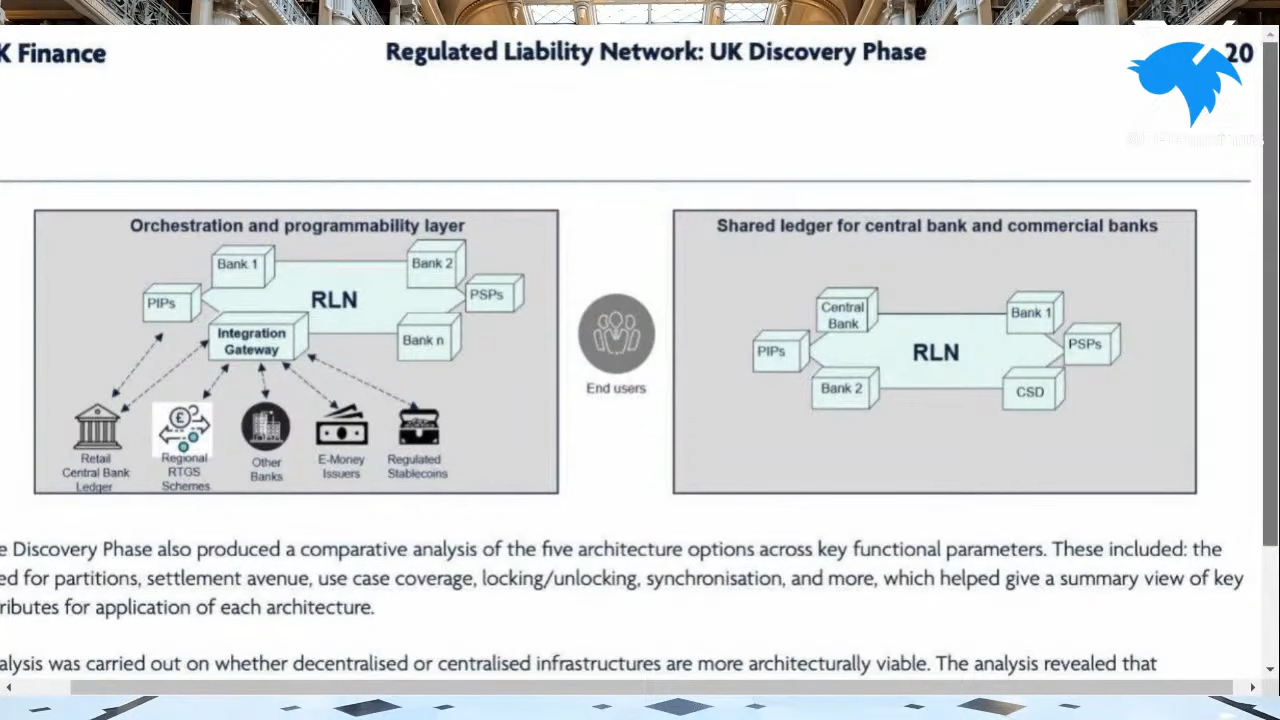 K Finance
Regulated Liability Network: UK Discovery Phase
20
Orchestration and programmability layer
Bank 1
Bank 2
PIPs
RLN
PSPs
Integration
Gateway
Bank n
Retail
Central Bank
Ledger
£
Regional
RTGS
Schemes
Other
Banks
E-Money
Issuers
Regulated
Stablecoins
End users
Shared ledger for central bank and commercial banks
Central
Bank
Bank 1
PIPs
RLN
PSPs
Bank 2
CSD
e Discovery Phase also produced a comparative analysis of the five architecture options across key functional parameters. These included: the
ed for partitions, settlement avenue, use case coverage, locking/unlocking, synchronisation, and more, which helped give a summary view of key
ributes for application of each architecture.
alysis was carried out on whether decentralised or centralised infrastructures are more architecturally viable. The analysis revealed that